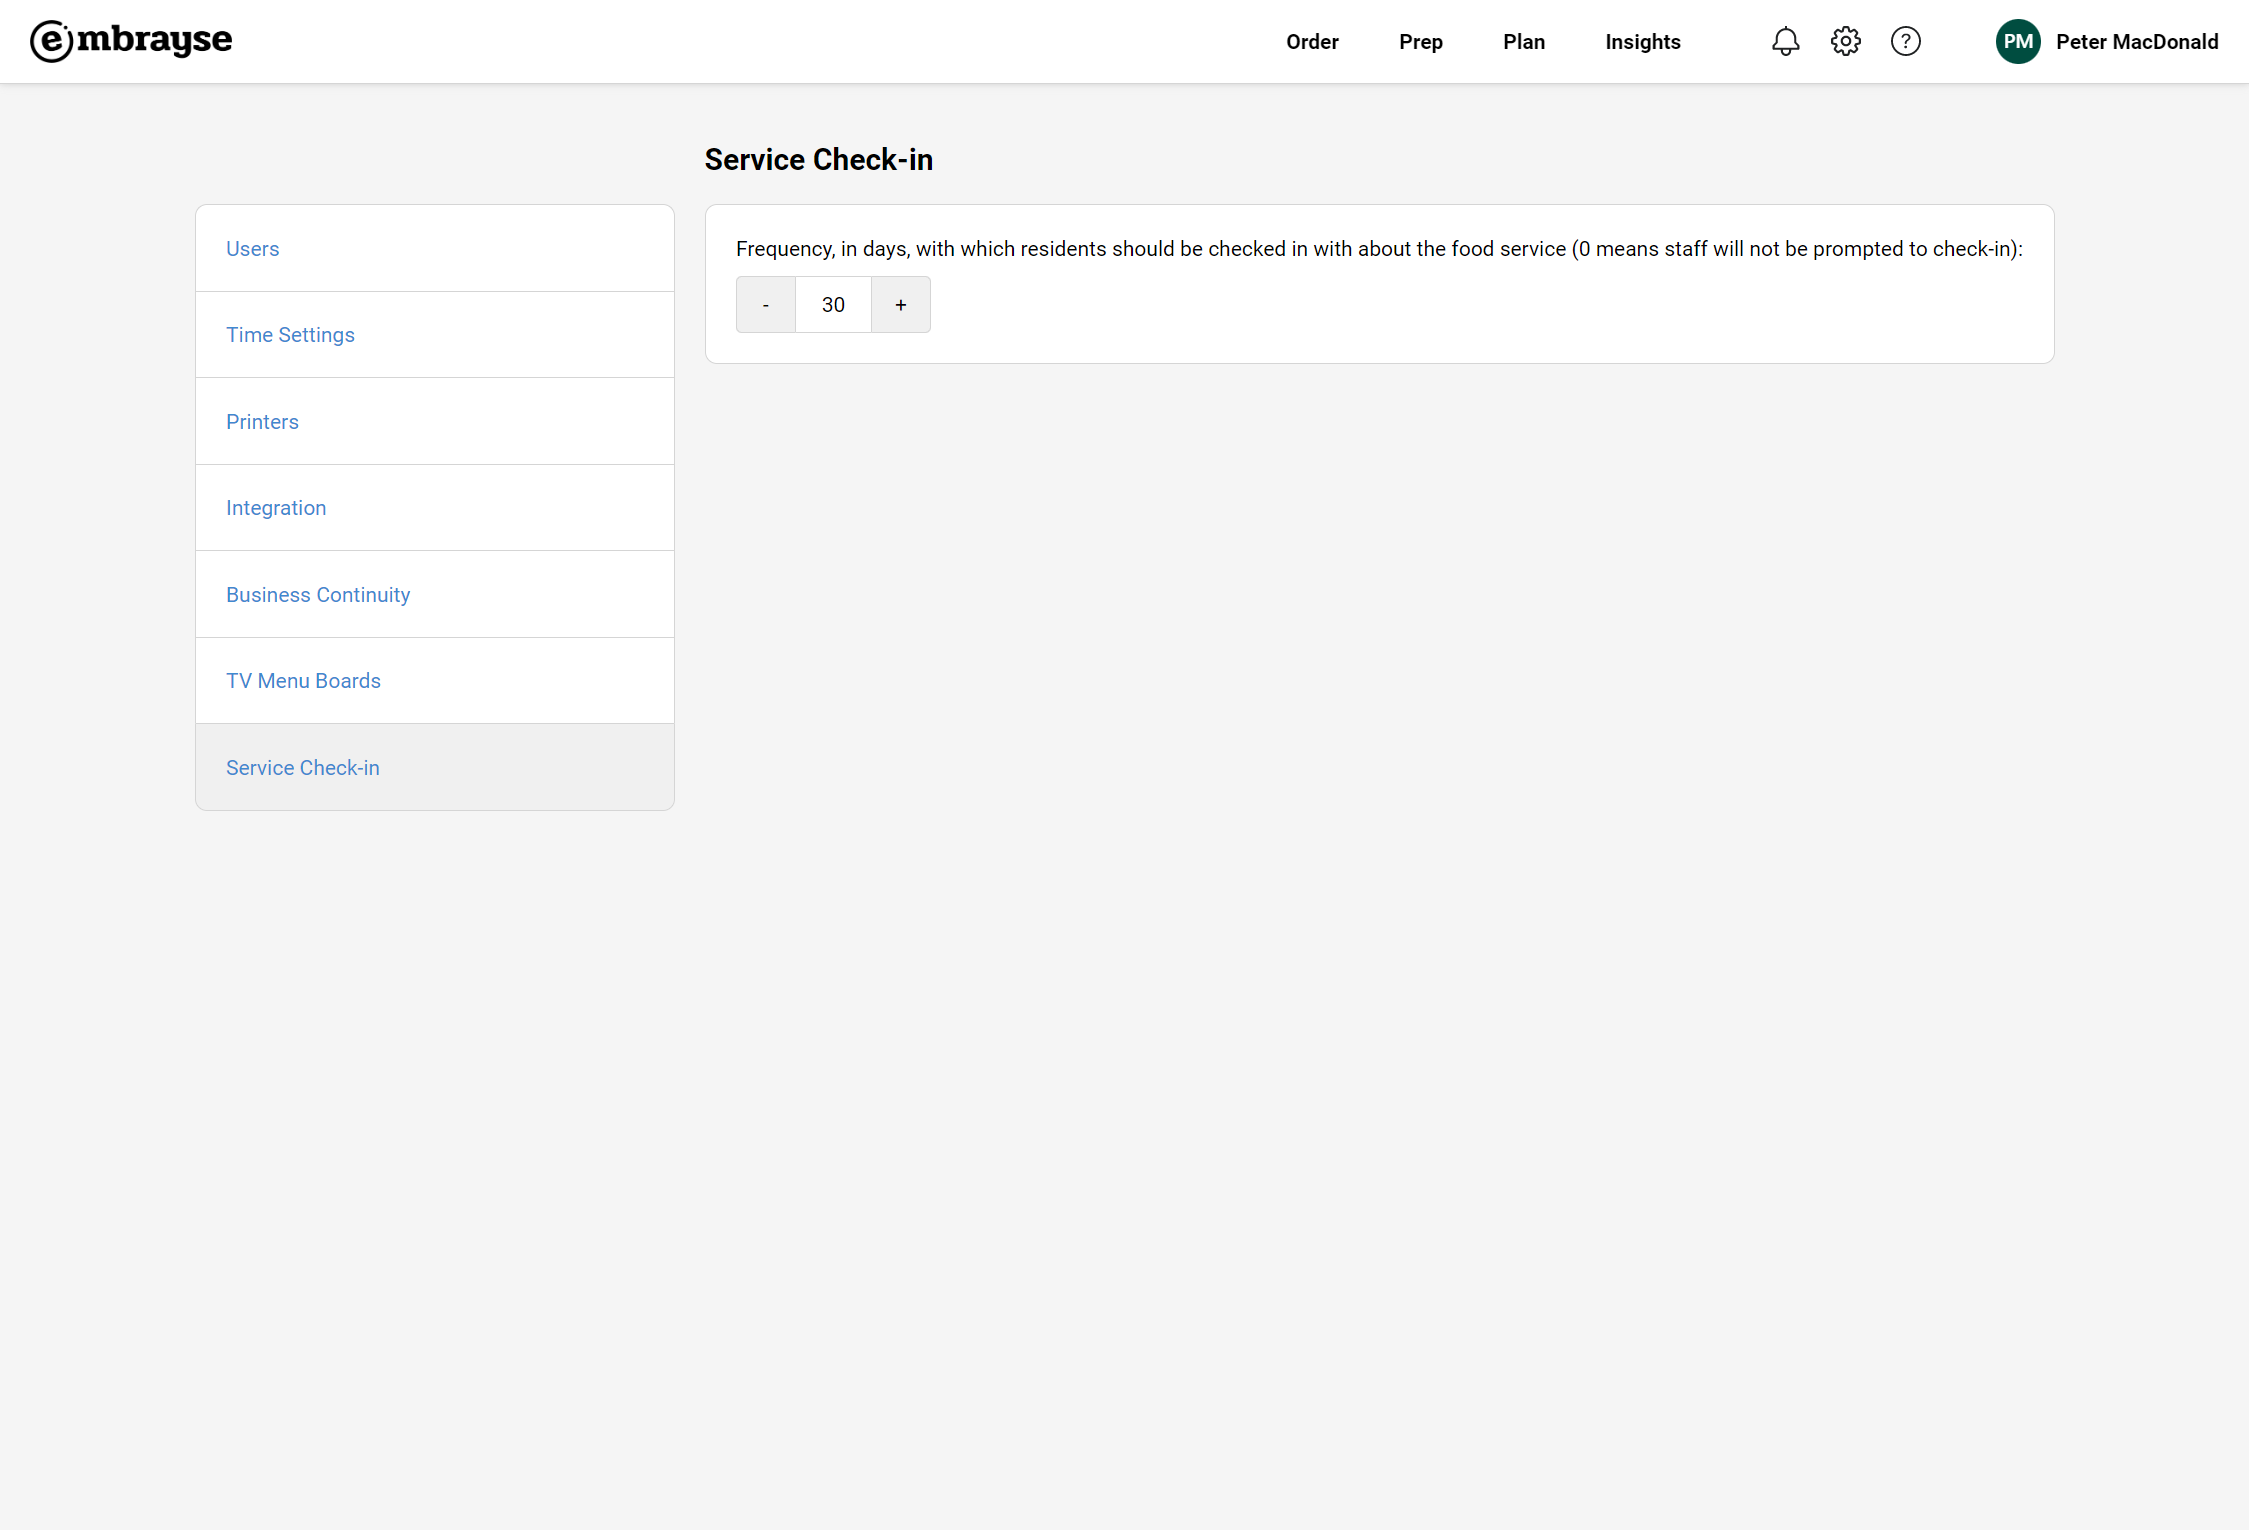 embrayse
Order Prep Plan Insights ? PM Peter MacDonald
Service Check-in
Users
Time Settings
Printers
Integration
Business Continuity
TV Menu Boards
Service Check-in
Frequency, in days, with which residents should be checked in with about the food service (0 means staff will not be prompted to check-in):
- 30 +